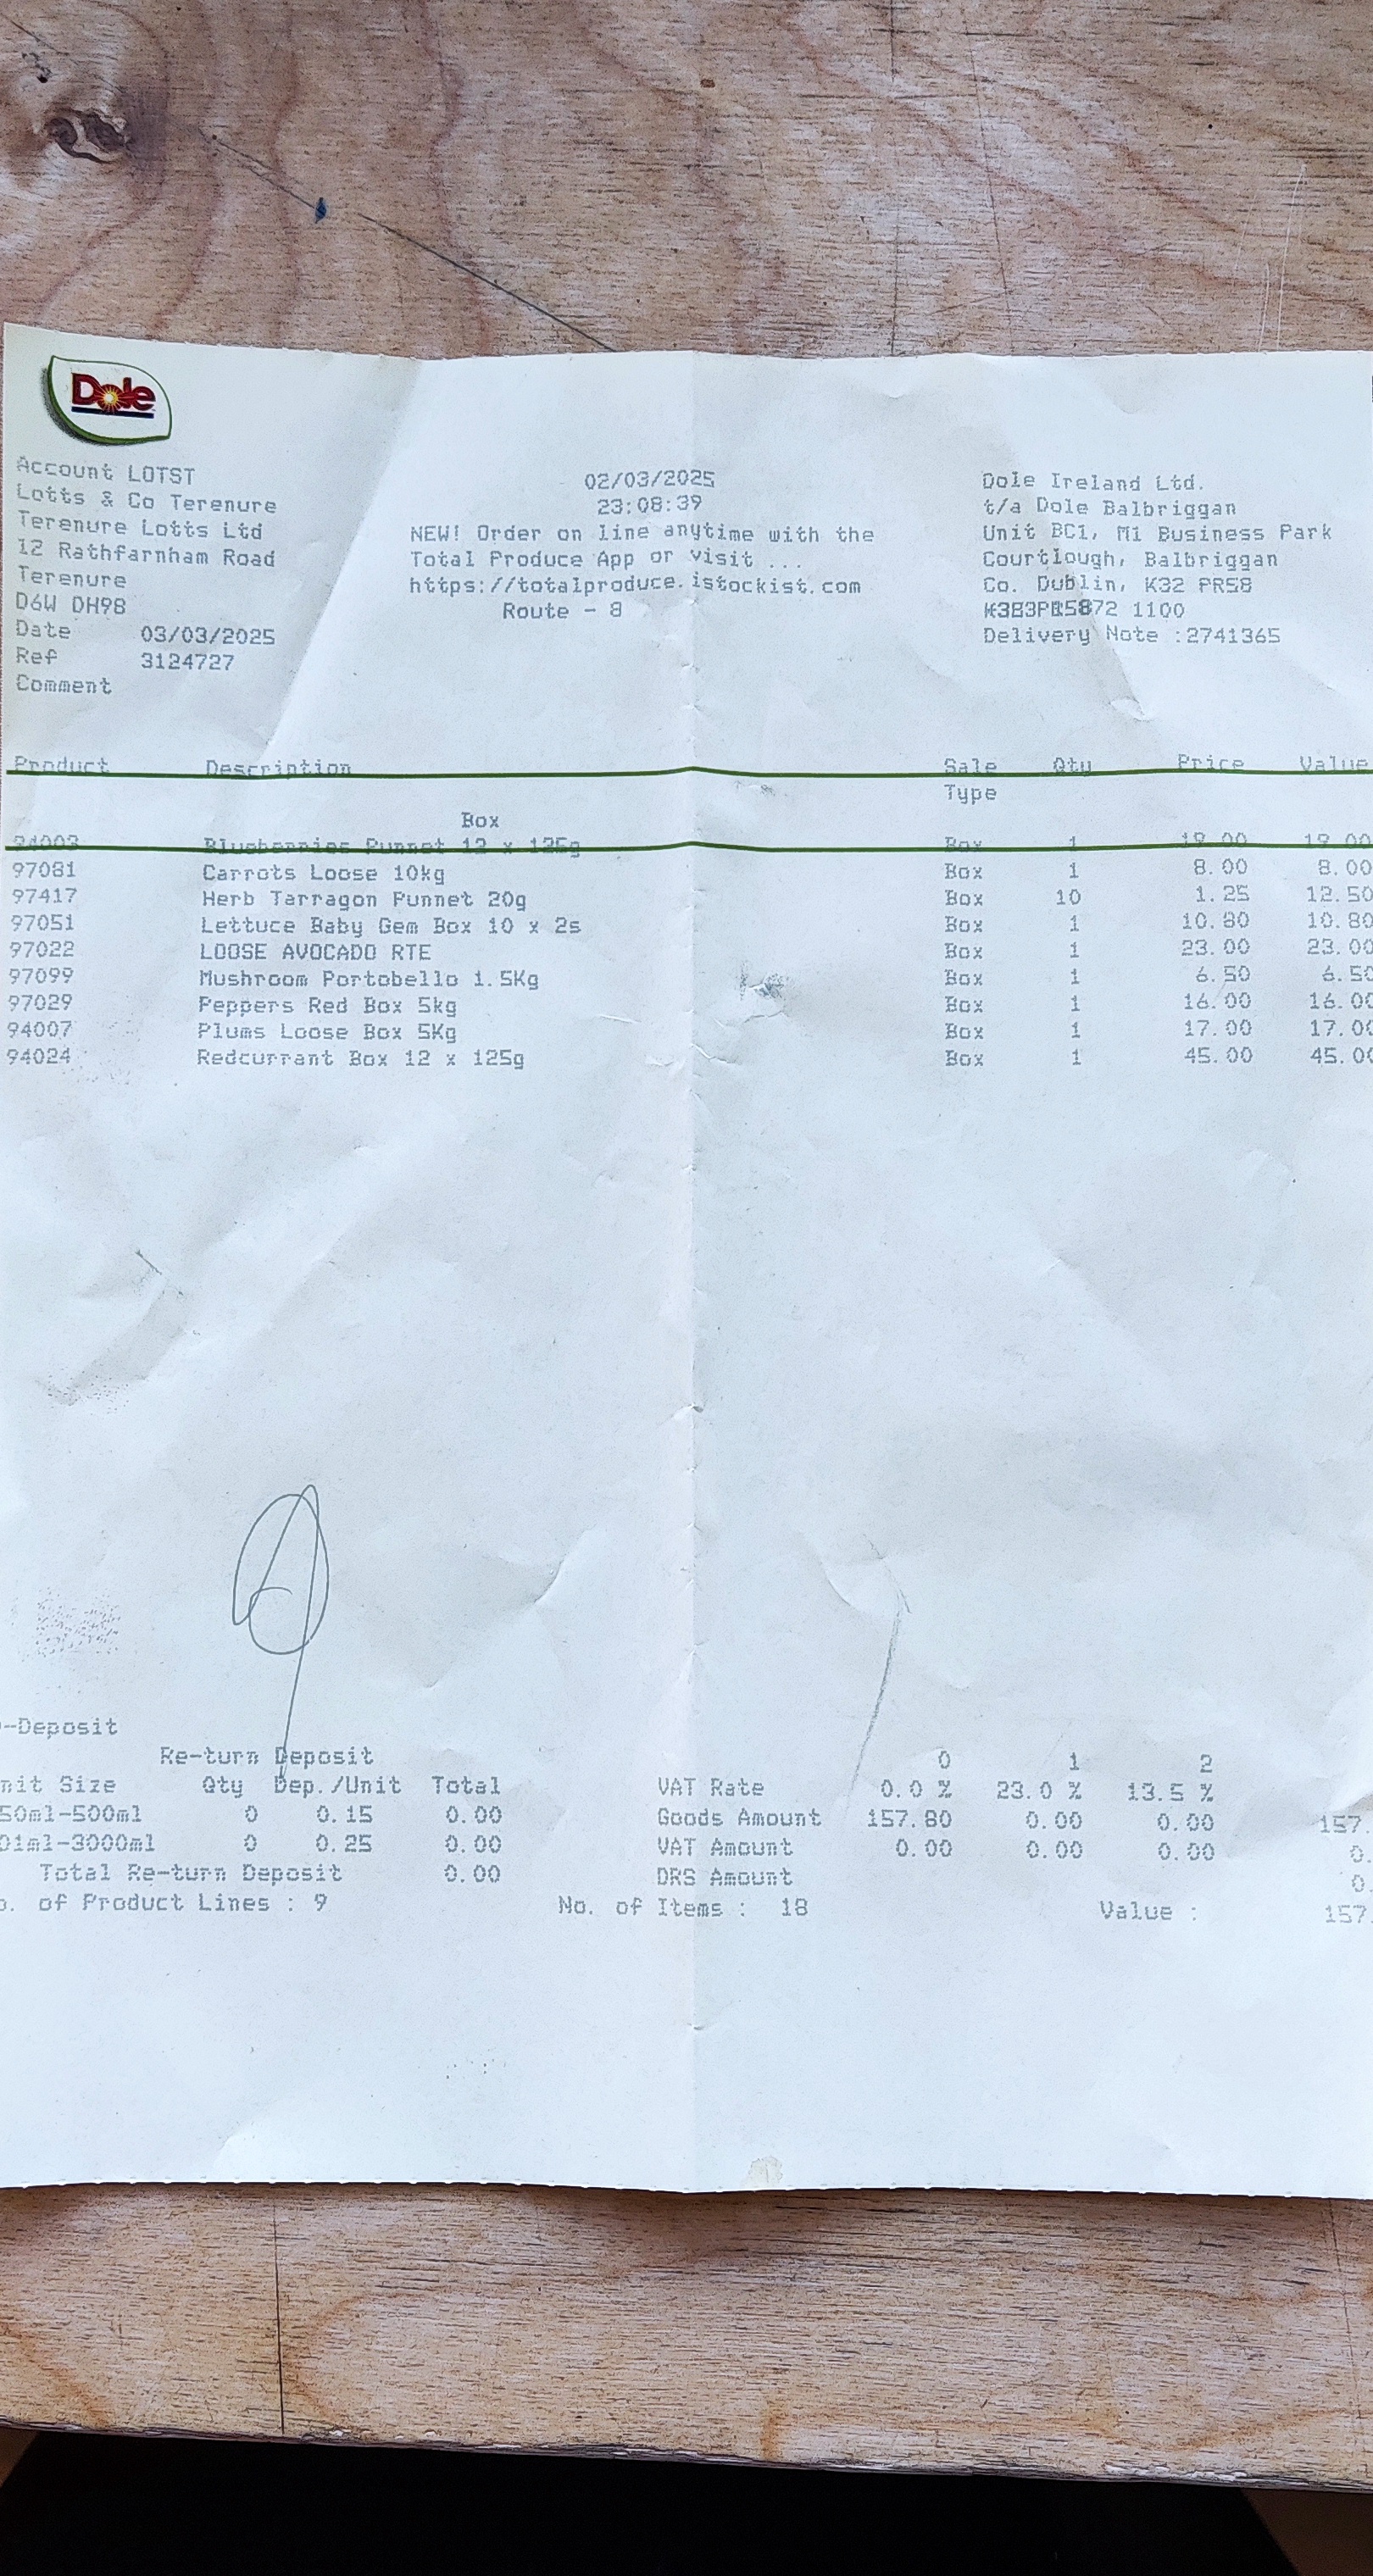 Dole
Account LOTST
Lotts & Co Terenure
Terenure Lotts Ltd
12 Rathfarnham Road
Terenure
D6W DH98
Date 03/03/2025
Ref 3124727
Comment
02/03/2025
23:08:39
NEW! Order on line anytime with the
Total Produce App or visit ...
https://totalproduce.istockist.com
Route - 8
Dole Ireland Ltd.
t/a Dole Balbriggan
Unit BC1, M1 Business Park
Courtlough, Balbriggan
Co. Dublin, K32 PR58
1100
Delivery Note :2741365
Product Description Sale Qty Price Value
Type
Box
94003 Blueberries Punnet 12 x 125g Box 1 19.00 19.00
97081 Carrots Loose 10kg Box 1 8.00 8.00
97417 Herb Tarragon Punnet 20g Box 10 1.25 12.50
97051 Lettuce Baby Gem Box 10 x 2s Box 1 10.80 10.80
97022 LOOSE AVOCADO RTE Box 1 23.00 23.00
97099 Mushroom Portobello 1.5Kg Box 1 6.50 6.50
97029 Peppers Red Box 5kg Box 1 16.00 16.00
94007 Plums Loose Box 5Kg Box 1 17.00 17.00
94024 Redcurrant Box 12 x 125g Box 1 45.00 45.00
-Deposit
Re-turn Deposit
nit Size Qty Dep./Unit Total
50ml-500ml 0 0.15 0.00
01ml-3000ml 0 0.25 0.00
Total Re-turn Deposit 0.00
o. of Product Lines : 9
0 1 2
VAT Rate 0.0 % 23.0 % 13.5 %
Goods Amount 157.80 0.00 0.00 157.
VAT Amount 0.00 0.00 0.00 0.
DRS Amount 0.
No. of Items : 18 Value : 157.